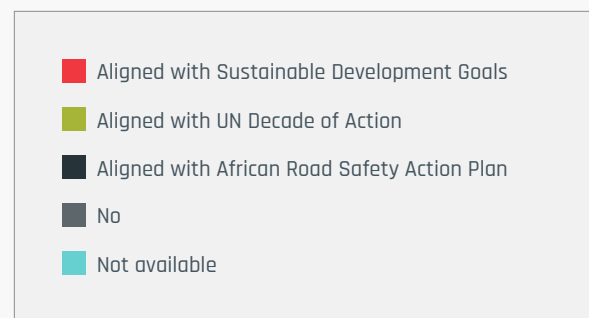 Aligned with Sustainable Development Goals
Aligned with UN Decade of Action
Aligned with African Road Safety Action Plan
No
Not available